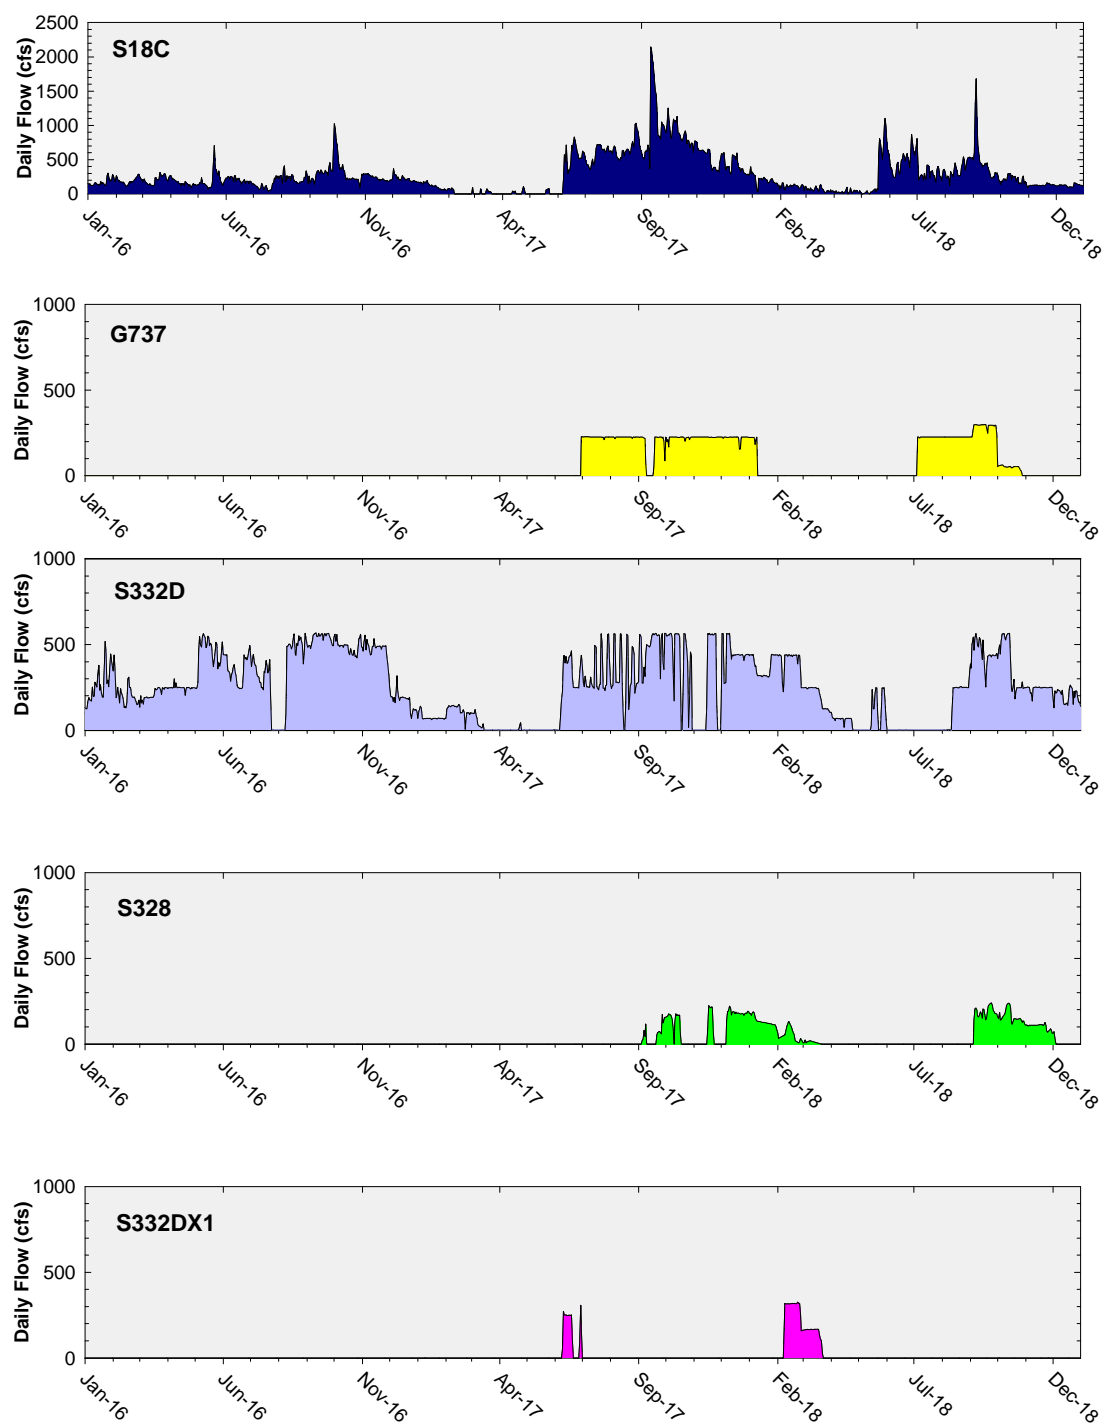 2500
2000
1500
1000
500
0
Daily Flow (cfs)
S18C
Jan-16
Jun-16
Nov-16
Apr-17
Sep-17
Feb-18
Jul-18
Dec-18
1000
500
0
Daily Flow (cfs)
G737
Jan-16
Jun-16
Nov-16
Apr-17
Sep-17
Feb-18
Jul-18
Dec-18
1000
500
0
Daily Flow (cfs)
S332D
Jan-16
Jun-16
Nov-16
Apr-17
Sep-17
Feb-18
Jul-18
Dec-18
1000
500
0
Daily Flow (cfs)
S328
Jan-16
Jun-16
Nov-16
Apr-17
Sep-17
Feb-18
Jul-18
Dec-18
1000
500
0
Daily Flow (cfs)
S332DX1
Jan-16
Jun-16
Nov-16
Apr-17
Sep-17
Feb-18
Jul-18
Dec-18